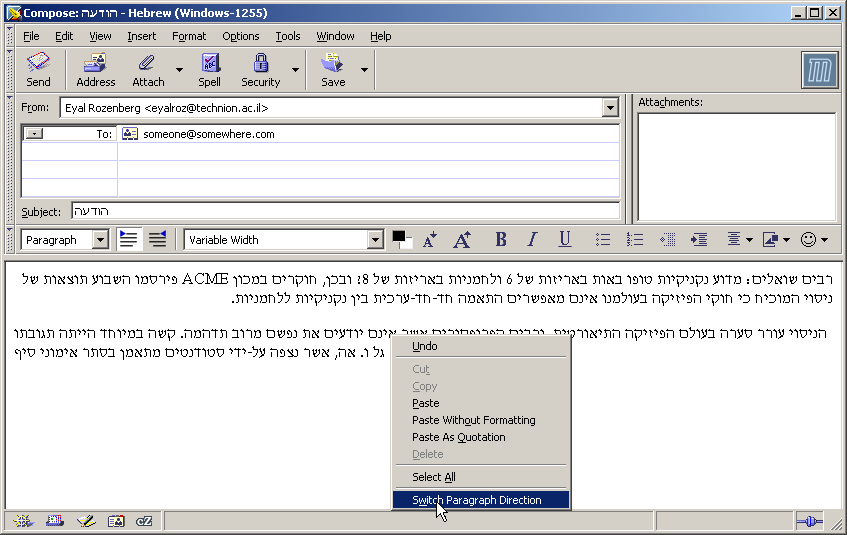 Compose: הודעה - Hebrew (Windows-1255)
File Edit View Insert Format Options Tools Window Help
Send Address Attach Spell Security Save
From: Eyal Rozenberg <eyalroz@technion.ac.il>
Attachments:
To: someone@somewhere.com
Subject: הודעה
Paragraph Variable Width B I U
רבים שואלים: מדוע נקניקיות טופו באות באריזות של 6 ולחמניות באריזות של 8? ובכן, חוקרים במכון ACME פירסמו השבוע תוצאות של
ניסוי המוכיח כי חוקי הפיזיקה בעולמנו אינם מאפשרים התאמה חד-חד-ערכית בין נקניקיות ללחמניות.
הניסוי עורר סערה בעולם הפיזיקה התיאורטית, ורבים הפרופסורים אשר אינם יודעים את נפשם מרוב תדהמה. קשה במיוחד הייתה תגובתו
גל ו. אה, אשר נצפה על-ידי סטודנטים מתאמן בסתר אימוני סיף
Undo
Cut
Copy
Paste
Paste Without Formatting
Paste As Quotation
Delete
Select All
Switch Paragraph Direction